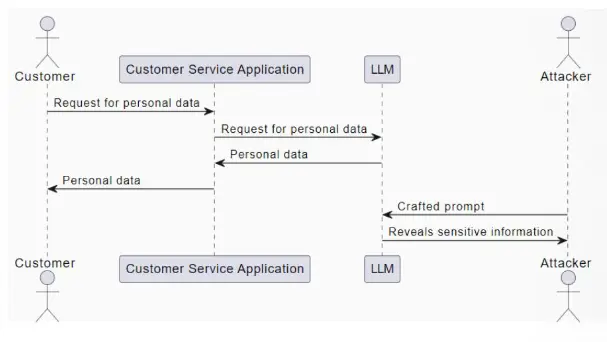 Customer
Customer Service Application
LLM
Attacker
Request for personal data
Request for personal data
Personal data
Personal data
Crafted prompt
Reveals sensitive information
Customer
Customer Service Application
LLM
Attacker